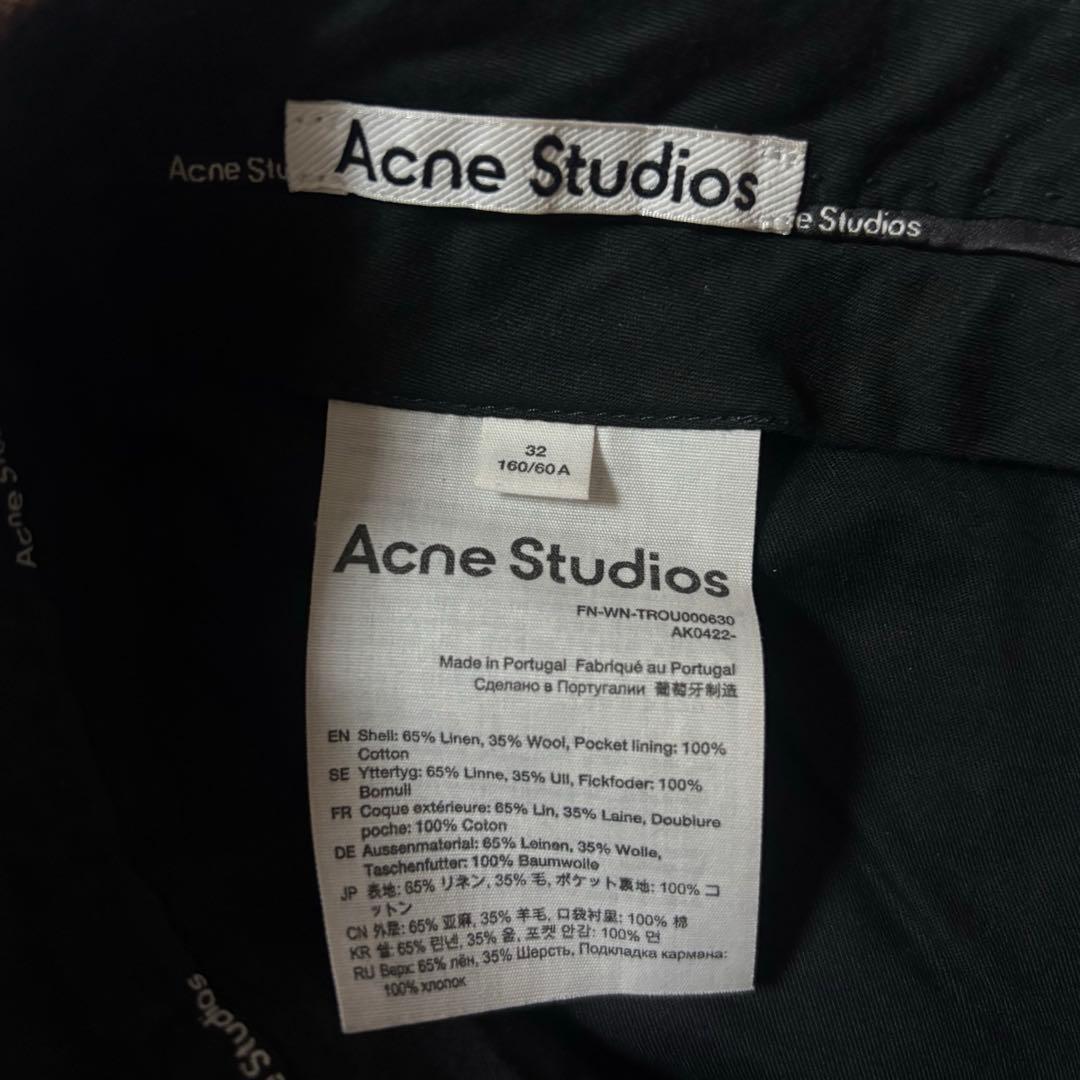 Acne Stu
Acne Studios
e Studios
32
160/60 A
Acne Studios
FN-WN-TROU000630
AK0422-
Made in Portugal Fabriqué au Portugal
Сделано в Португалии 葡萄牙制造
EN Shell: 65% Linen, 35% Wool, Pocket lining: 100%
Cotton
SE Yttertyg: 65% Linne, 35% Ull, Fickfoder: 100%
Bomull
FR Coque extérieure: 65% Lin, 35% Laine, Doublure
poche: 100% Coton
DE Aussenmaterial: 65% Leinen, 35% Wolle,
Taschenfutter: 100% Baumwolle
JP 表地: 65% リネン, 35% 毛, ポケット裏地: 100% コ
ットン
CN 外层: 65% 亚麻, 35% 羊毛, 口袋衬里: 100% 棉
KR 쉘: 65% 린넨, 35% 울, 포켓 안감: 100% 면
RU Верх: 65% лён, 35% Шерсть, Подкладка кармана:
100% хлопок
Acne
Studios